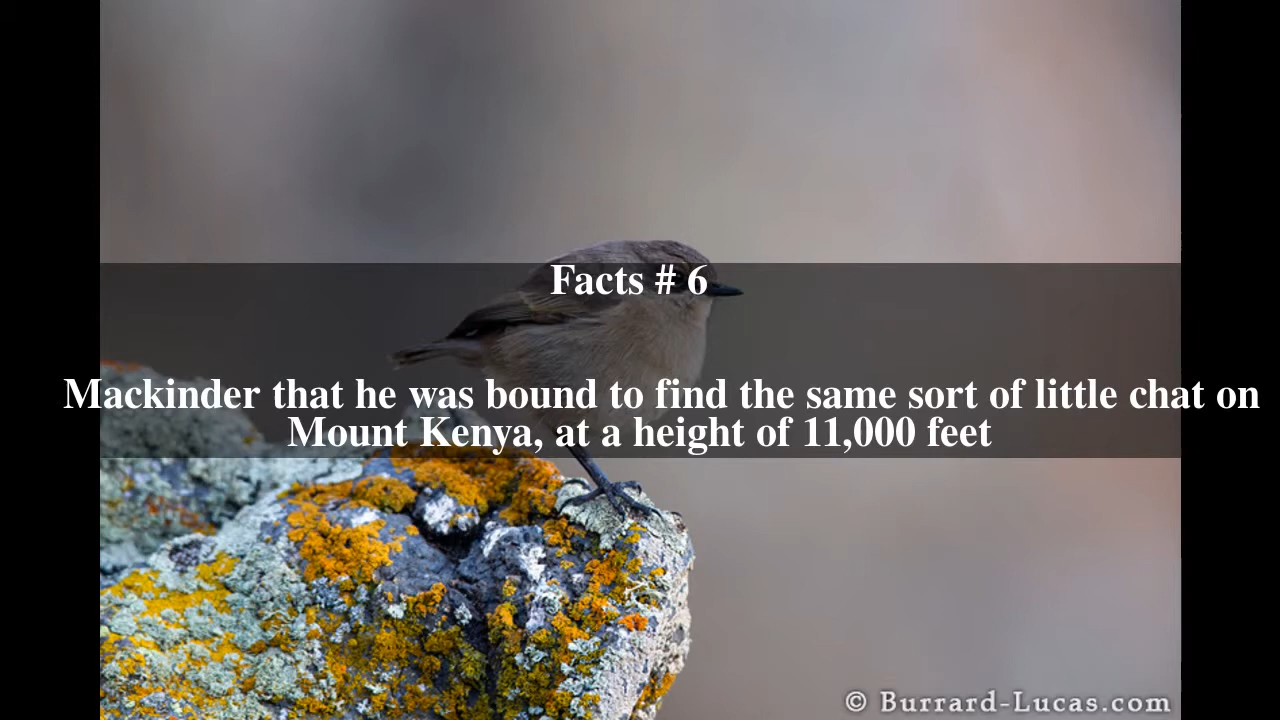 Facts # 6
Mackinder that he was bound to find the same sort of little chat on
Mount Kenya, at a height of 11,000 feet
© Burrard-Lucas.com